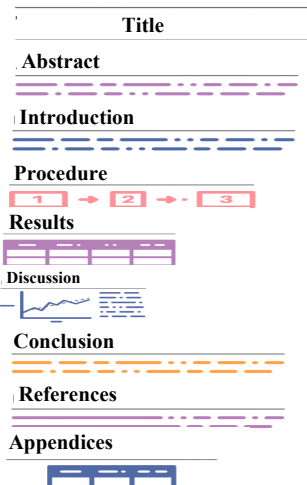 Title
Abstract
Introduction
Procedure
1 2 3
Results
Discussion
Conclusion
References
Appendices